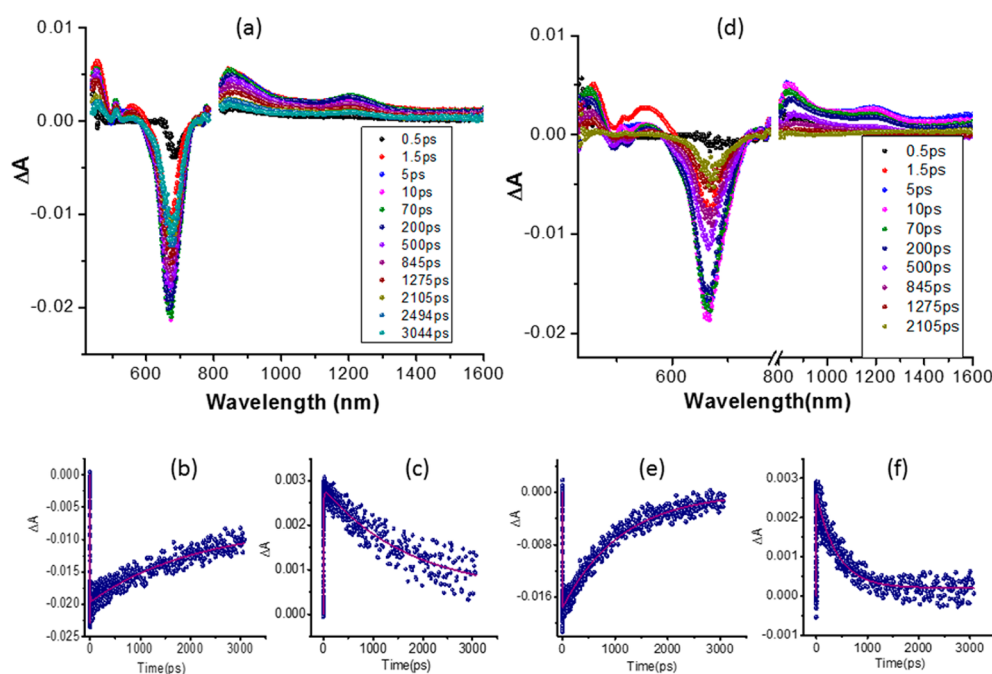 (a)
0.01
0.00
-0.01
-0.02
ΔA
600 800 1000 1200 1400 1600
Wavelength (nm)
0.5ps
1.5ps
5ps
10ps
70ps
200ps
500ps
845ps
1275ps
2105ps
2494ps
3044ps
(d)
0.01
0.00
-0.01
-0.02
ΔA
600 800 1000 1200 1400 1600
Wavelength(nm)
0.5ps
1.5ps
5ps
10ps
70ps
200ps
500ps
845ps
1275ps
2105ps
(b)
0.000
-0.005
-0.010
-0.015
-0.020
-0.025
ΔA
0 1000 2000 3000
Time(ps)
(c)
0.003
0.002
0.001
0.000
ΔA
0 1000 2000 3000
Time(ps)
(e)
0.000
-0.008
-0.016
ΔA
0 1000 2000 3000
Time(ps)
(f)
0.003
0.001
0.000
-0.001
ΔA
0 1000 2000 3000
Time(ps)